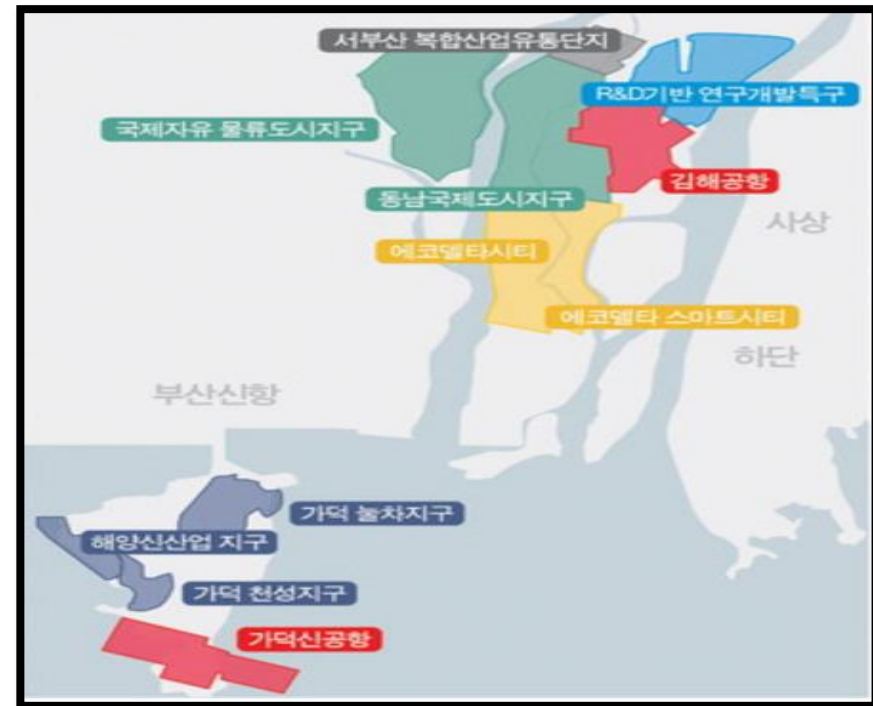 서부산 복합산업유통단지
R&D기반 연구개발특구
국제자유 물류도시지구
김해공항
동남국제도시지구
사상
에코델타시티
에코델타 스마트시티
하단
부산신항
가덕 눌차지구
해양신산업 지구
가덕 천성지구
가덕신공항